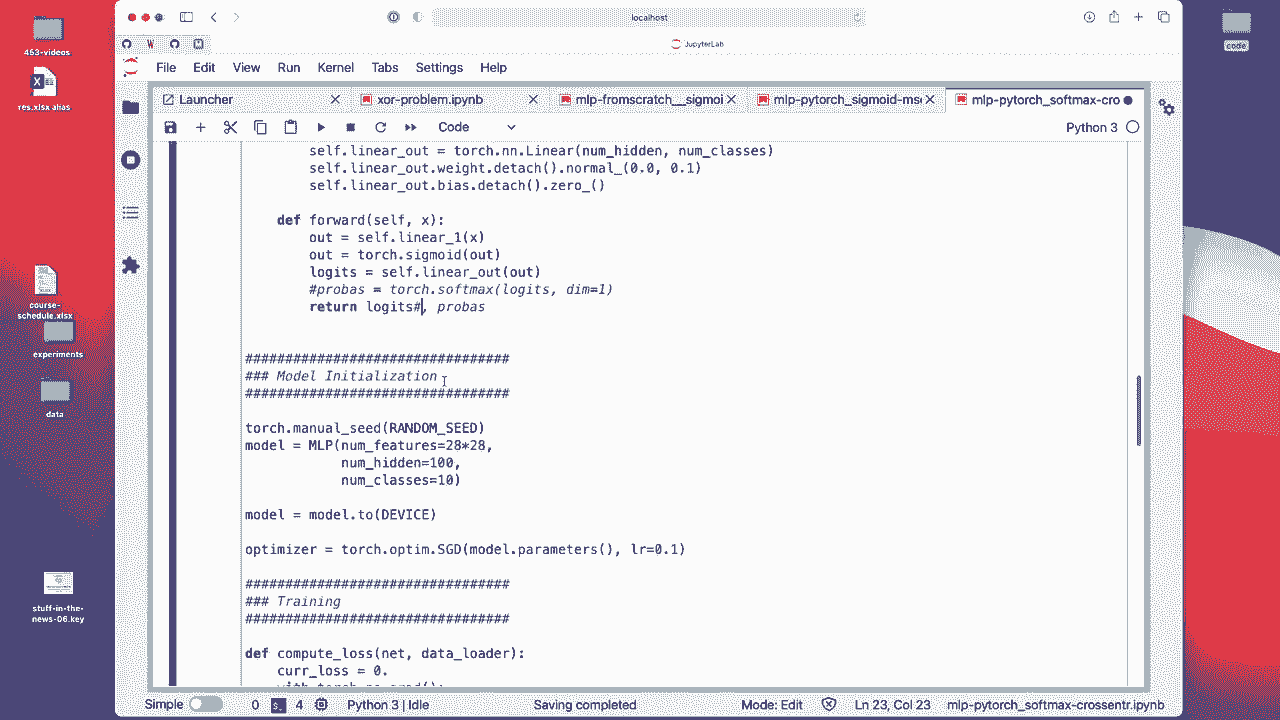 localhost
JupyterLab
File Edit View Run Kernel Tabs Settings Help
Launcher xor-problem.ipynb mlp-fromscratch__sigmoi mlp-pytorch_sigmoid-ms mlp-pytorch_softmax-cro
Code
Python 3
self.linear_out = torch.nn.Linear(num_hidden, num_classes)
self.linear_out.weight.detach().normal_(0.0, 0.1)
self.linear_out.bias.detach().zero_()
def forward(self, x):
out = self.linear_1(x)
out = torch.sigmoid(out)
logits = self.linear_out(out)
#probas = torch.softmax(logits, dim=1)
return logits#, probas
#################################
### Model Initialization
#################################
torch.manual_seed(RANDOM_SEED)
model = MLP(num_features=28*28,
num_hidden=100,
num_classes=10)
model = model.to(DEVICE)
optimizer = torch.optim.SGD(model.parameters(), lr=0.1)
#################################
### Training
#################################
def compute_loss(net, data_loader):
curr_loss = 0.
with torch.no_grad():
Simple 0 4 Python 3 | Idle Saving completed Mode: Edit Ln 23, Col 23 mlp-pytorch_softmax-crossentr.ipynb
453-videos
res.xlsx alias
course-
schedule.xlsx
experiments
data
stuff-in-the-
news-06.key
code